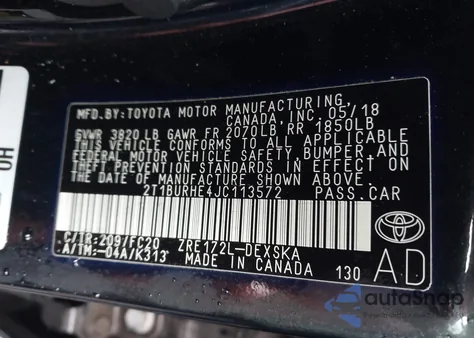 MFD.BY:TOYOTA MOTOR MANUFACTURING
CANADA, INC. 05/18
GVWR 3820LB GAWR FR 2070LB RR 1850LB
THIS VEHICLE CONFORMS TO ALL APPLICABLE
FEDERAL MOTOR VEHICLE SAFETY, BUMPER AND
THEFT PREVENTION STANDARDS IN EFFECT ON
THE DATE OF MANUFACTURE SHOWN ABOVE.
2T1BURHE4JC113572 PASS.CAR
C/TR:209/FC20 ZRE172L-DEXSKA
A/TM:-04A/K313 MADE IN CANADA 130
AD
OH
autoSnap